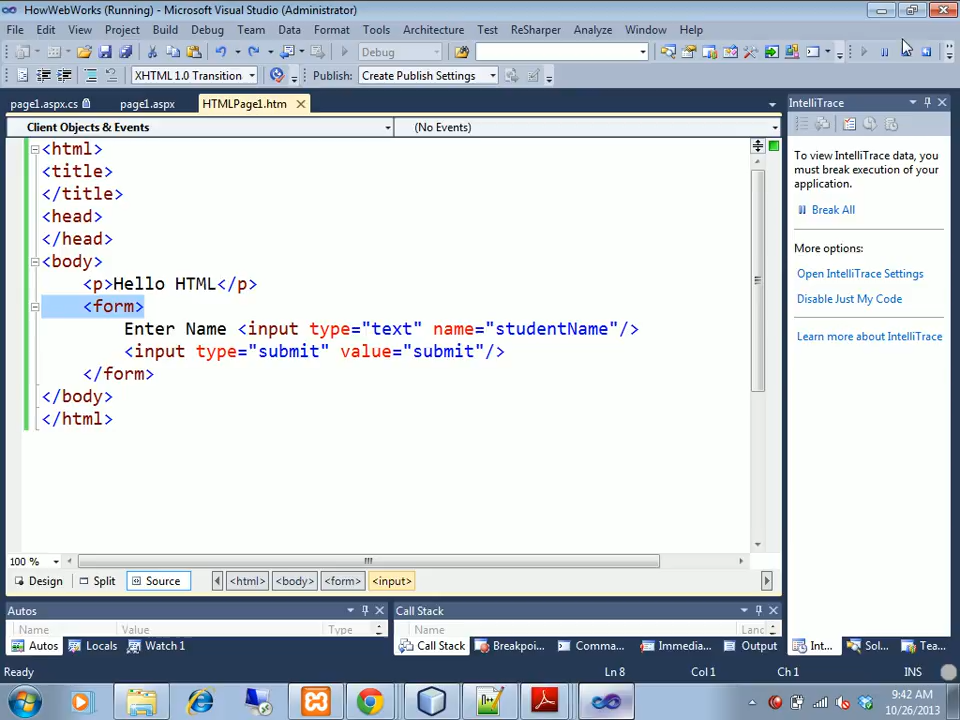 HowWebWorks (Running) - Microsoft Visual Studio (Administrator)
File Edit View Project Build Debug Team Data Format Tools Architecture Test ReSharper Analyze Window Help
Debug
XHTML 1.0 Transition Publish: Create Publish Settings
page1.aspx.cs page1.aspx HTMLPage1.htm
IntelliTrace
Client Objects & Events (No Events)
<html>
<title>
</title>
<head>
</head>
<body>
<p>Hello HTML</p>
<form>
Enter Name <input type="text" name="studentName"/>
<input type="submit" value="submit"/>
</form>
</body>
</html>
To view IntelliTrace data, you
must break execution of your
application.
Break All
More options:
Open IntelliTrace Settings
Disable Just My Code
Learn more about IntelliTrace
100 %
Design Split Source <html> <body> <form> <input>
Autos Call Stack
Name Value Type Name Lang
Autos Locals Watch 1 Call Stack Breakpoi... Comma... Immedia... Output Int... Sol... Tea...
Ready Ln 8 Col 1 Ch 1 INS
9:42 AM
10/26/2013